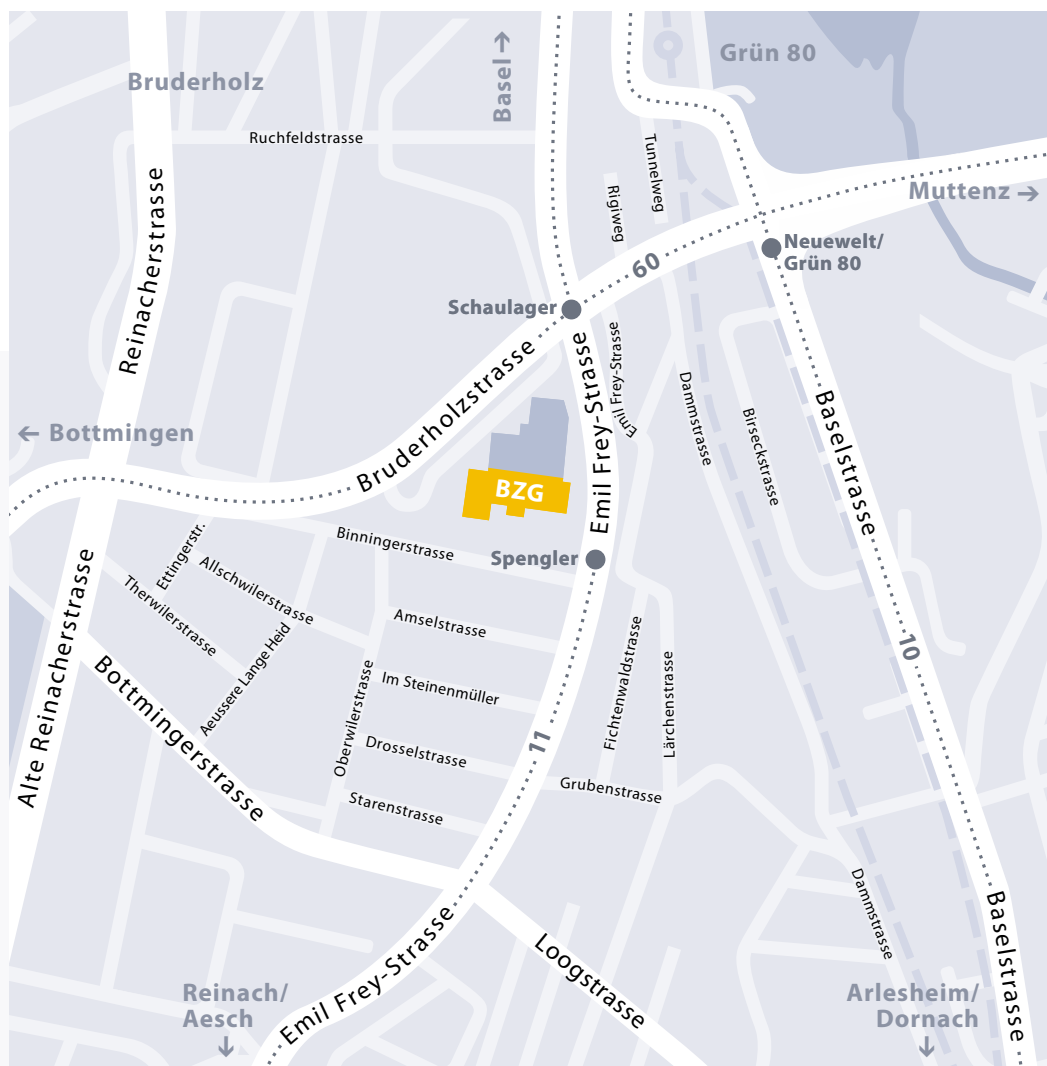 Bruderholz
Basel →
Grün 80
Ruchfeldstrasse
Tunnelweg
Rigiweg
Muttenz →
Reinacherstrasse
Neuewelt/
Grün 80
60
Schaulager
Emil Frey-Strasse
Emil Frey-Strasse
Dammstrasse
Birseckstrasse
Baselstrasse
← Bottmingen
Bruderholzstrasse
BZG
Binningerstrasse
Spengler
Ettingerstr.
Allschwilerstrasse
Therwilerstrasse
Aeussere Lange Heid
Alte Reinacherstrasse
Bottmingerstrasse
Oberwilerstrasse
Amselstrasse
Im Steinenmüller
Drosselstrasse
Starenstrasse
11
Fichtenwaldstrasse
Lärchenstrasse
Grubenstrasse
10
Dammstrasse
Baselstrasse
Loogstrasse
Emil Frey-Strasse
Reinach/
Aesch
↓
Arlesheim/
Dornach
↓